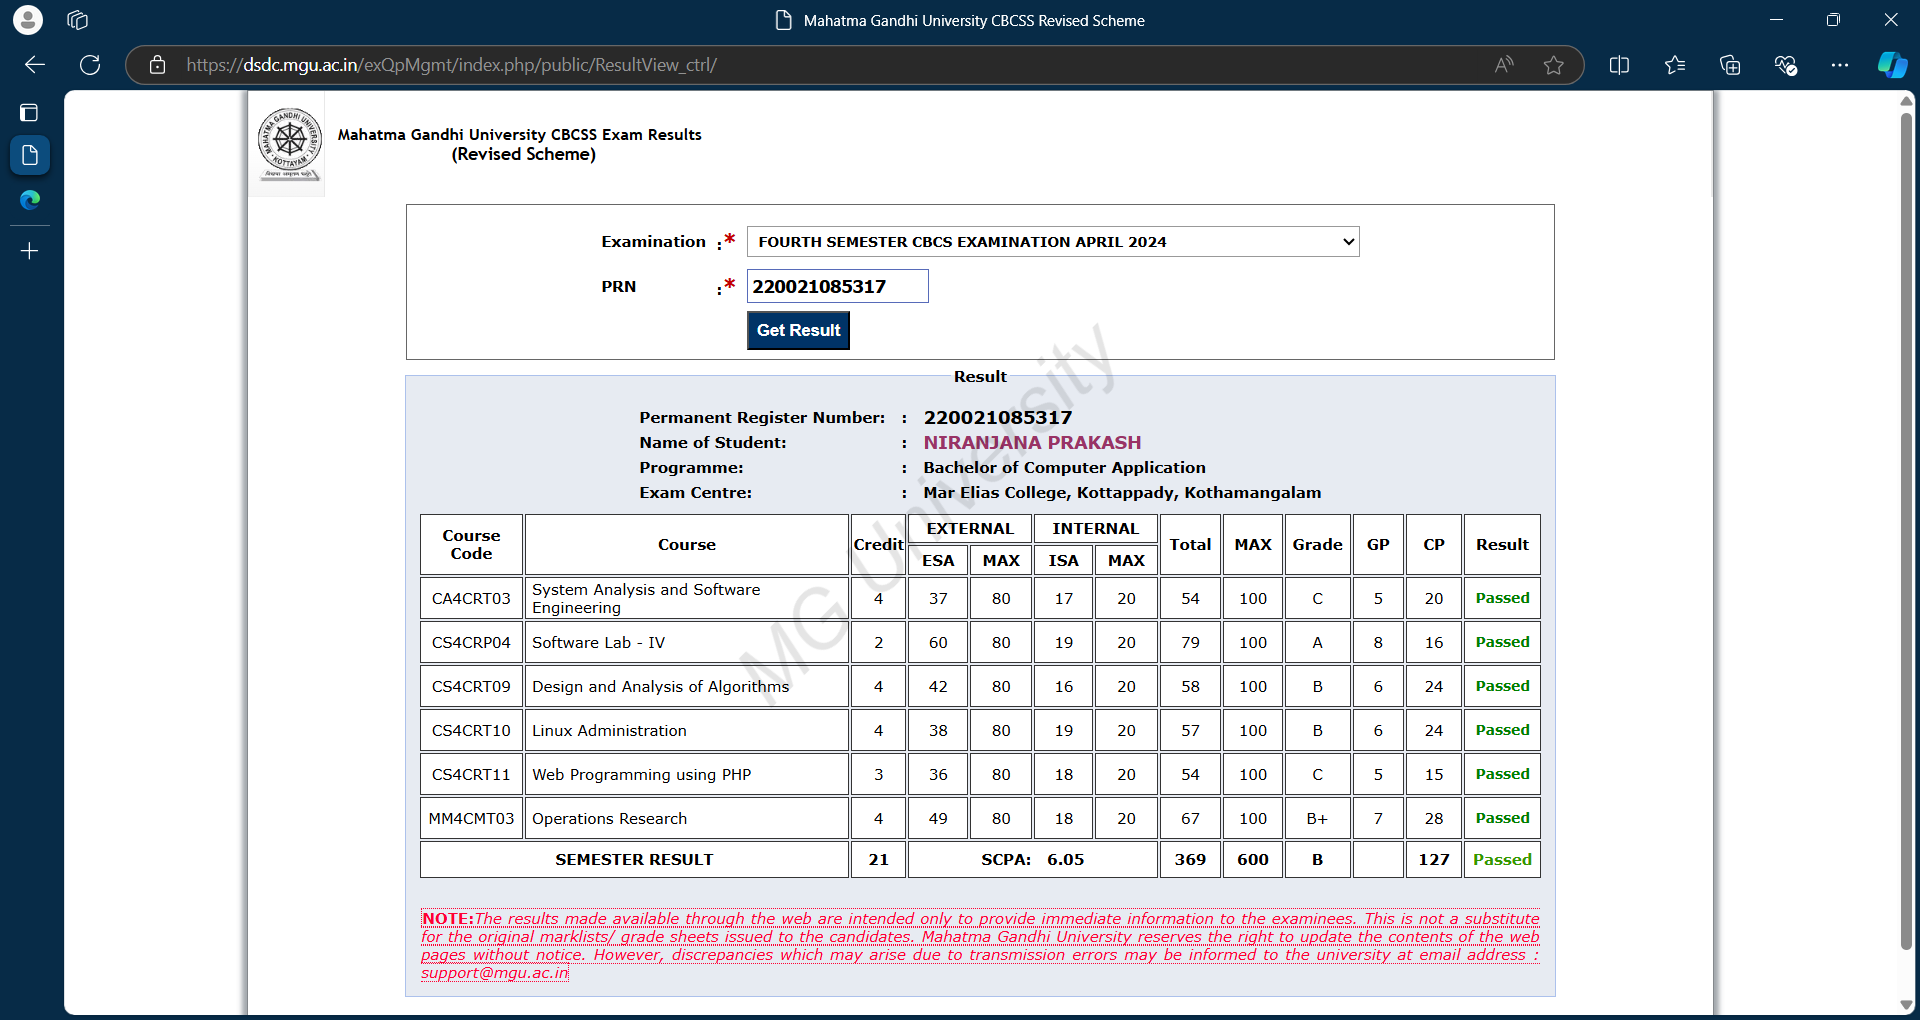 Mahatma Gandhi University CBCSS Revised Scheme
https://dsdc.mgu.ac.in/exQpMgmt/index.php/public/ResultView_ctrl/
MAHATMA GANDHI UNIVERSITY
KOTTAYAM
Mahatma Gandhi University CBCSS Exam Results
(Revised Scheme)
Examination :* FOURTH SEMESTER CBCS EXAMINATION APRIL 2024
PRN :* 220021085317
Get Result
Result
Permanent Register Number: : 220021085317
Name of Student: : NIRANJANA PRAKASH
Programme: : Bachelor of Computer Application
Exam Centre: : Mar Elias College, Kottappady, Kothamangalam
Course Code Course Credit EXTERNAL INTERNAL Total MAX Grade GP CP Result
ESA MAX ISA MAX
CA4CRT03 System Analysis and Software Engineering 4 37 80 17 20 54 100 C 5 20 Passed
CS4CRP04 Software Lab - IV 2 60 80 19 20 79 100 A 8 16 Passed
CS4CRT09 Design and Analysis of Algorithms 4 42 80 16 20 58 100 B 6 24 Passed
CS4CRT10 Linux Administration 4 38 80 19 20 57 100 B 6 24 Passed
CS4CRT11 Web Programming using PHP 3 36 80 18 20 54 100 C 5 15 Passed
MM4CMT03 Operations Research 4 49 80 18 20 67 100 B+ 7 28 Passed
SEMESTER RESULT 21 SCPA: 6.05 369 600 B 127 Passed
MG University
NOTE:The results made available through the web are intended only to provide immediate information to the examinees. This is not a substitute
for the original marklists/ grade sheets issued to the candidates. Mahatma Gandhi University reserves the right to update the contents of the web
pages without notice. However, discrepancies which may arise due to transmission errors may be informed to the university at email address :
support@mgu.ac.in